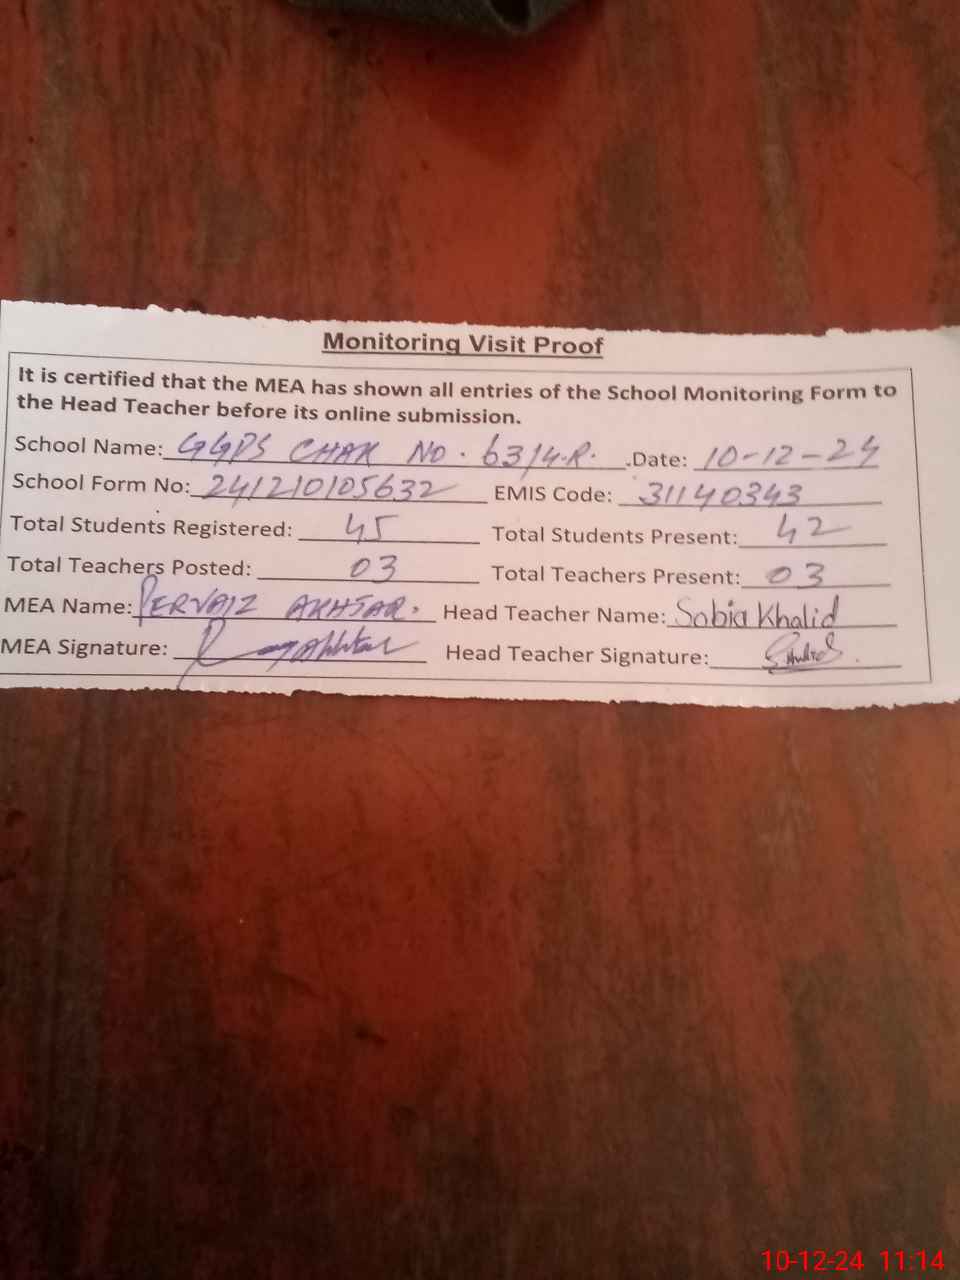 Monitoring Visit Proof
It is certified that the MEA has shown all entries of the School Monitoring Form to
the Head Teacher before its online submission.
School Name: GGPS CHAK NO. 63/4.R. .Date: 10-12-24
School Form No: 241210105632 EMIS Code: 31140343
Total Students Registered: 45 Total Students Present: 42
Total Teachers Posted: 03 Total Teachers Present: 03
MEA Name: PERVAIZ AKHTAR. Head Teacher Name: Sobia Khalid
MEA Signature: Head Teacher Signature:
10-12-24 11:14